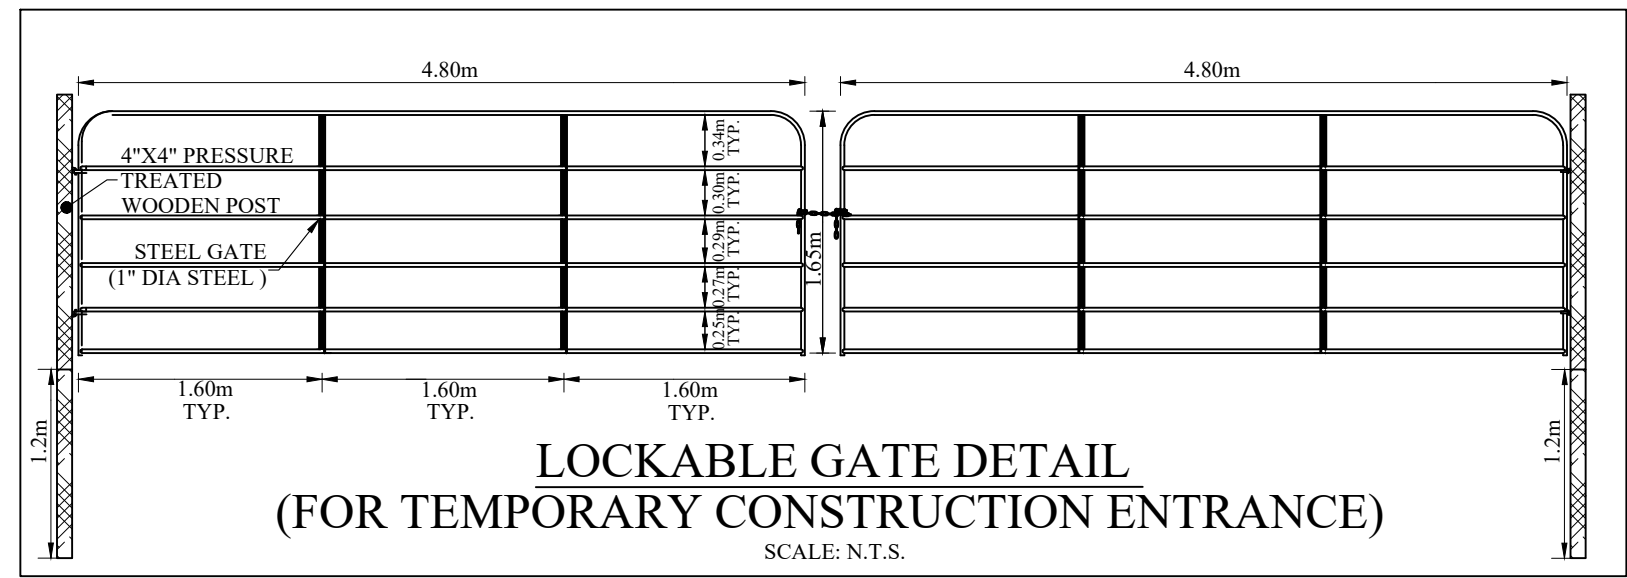 4.80m
4.80m
4"X4" PRESSURE
TREATED
WOODEN POST
STEEL GATE
(1" DIA STEEL )
0.34m
TYP.
0.30m
TYP.
0.29m
TYP.
0.27m
TYP.
0.25m
TYP.
1.65m
1.60m
TYP.
1.60m
TYP.
1.60m
TYP.
1.2m
1.2m
LOCKABLE GATE DETAIL
(FOR TEMPORARY CONSTRUCTION ENTRANCE)
SCALE: N.T.S.